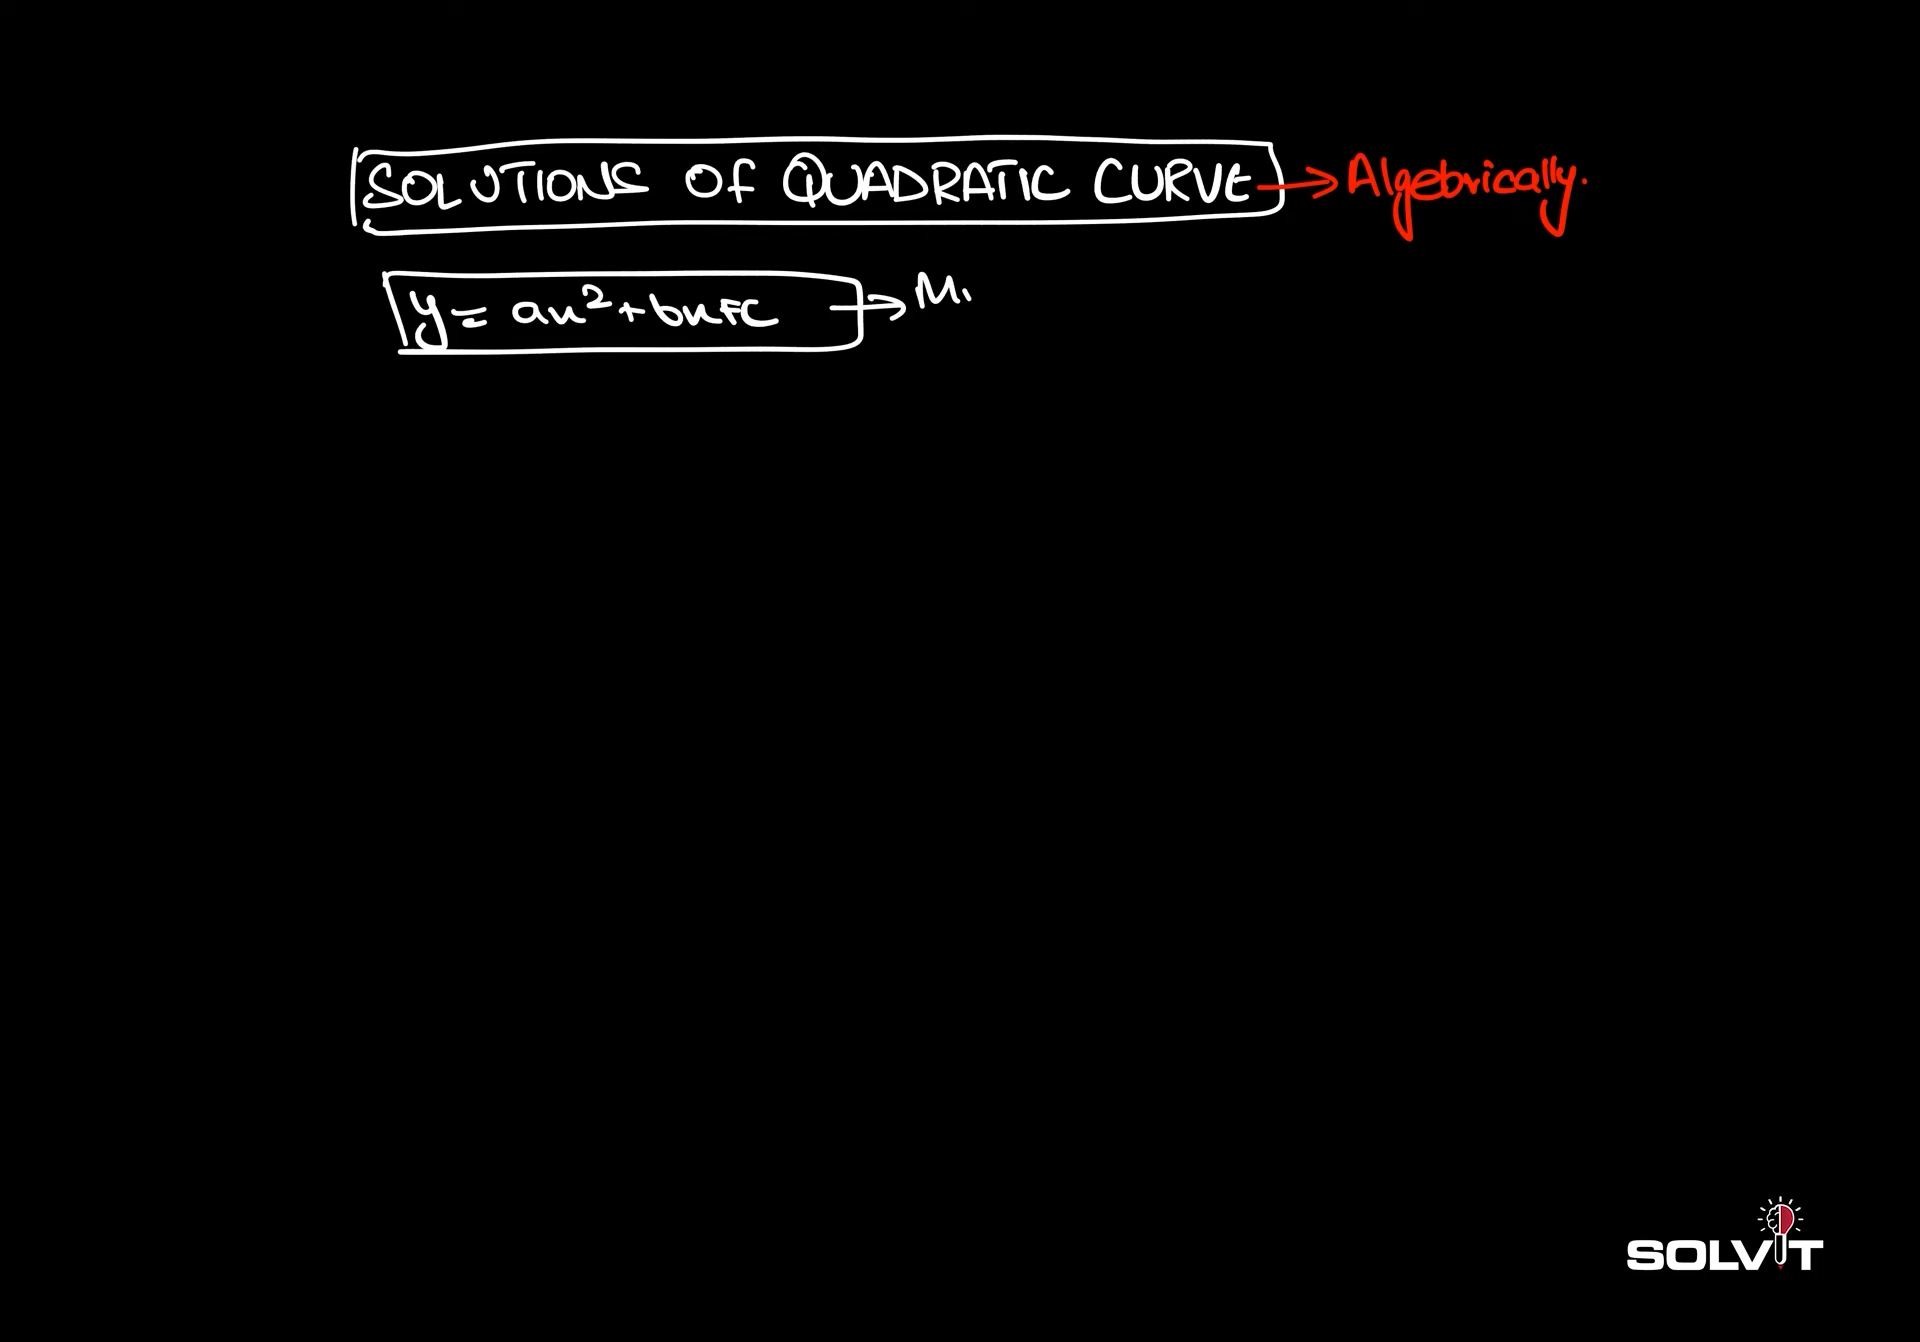 SOLUTIONS OF QUADRATIC CURVE → Algebrically.
y = ax²+bx+c → M
SOLVIT